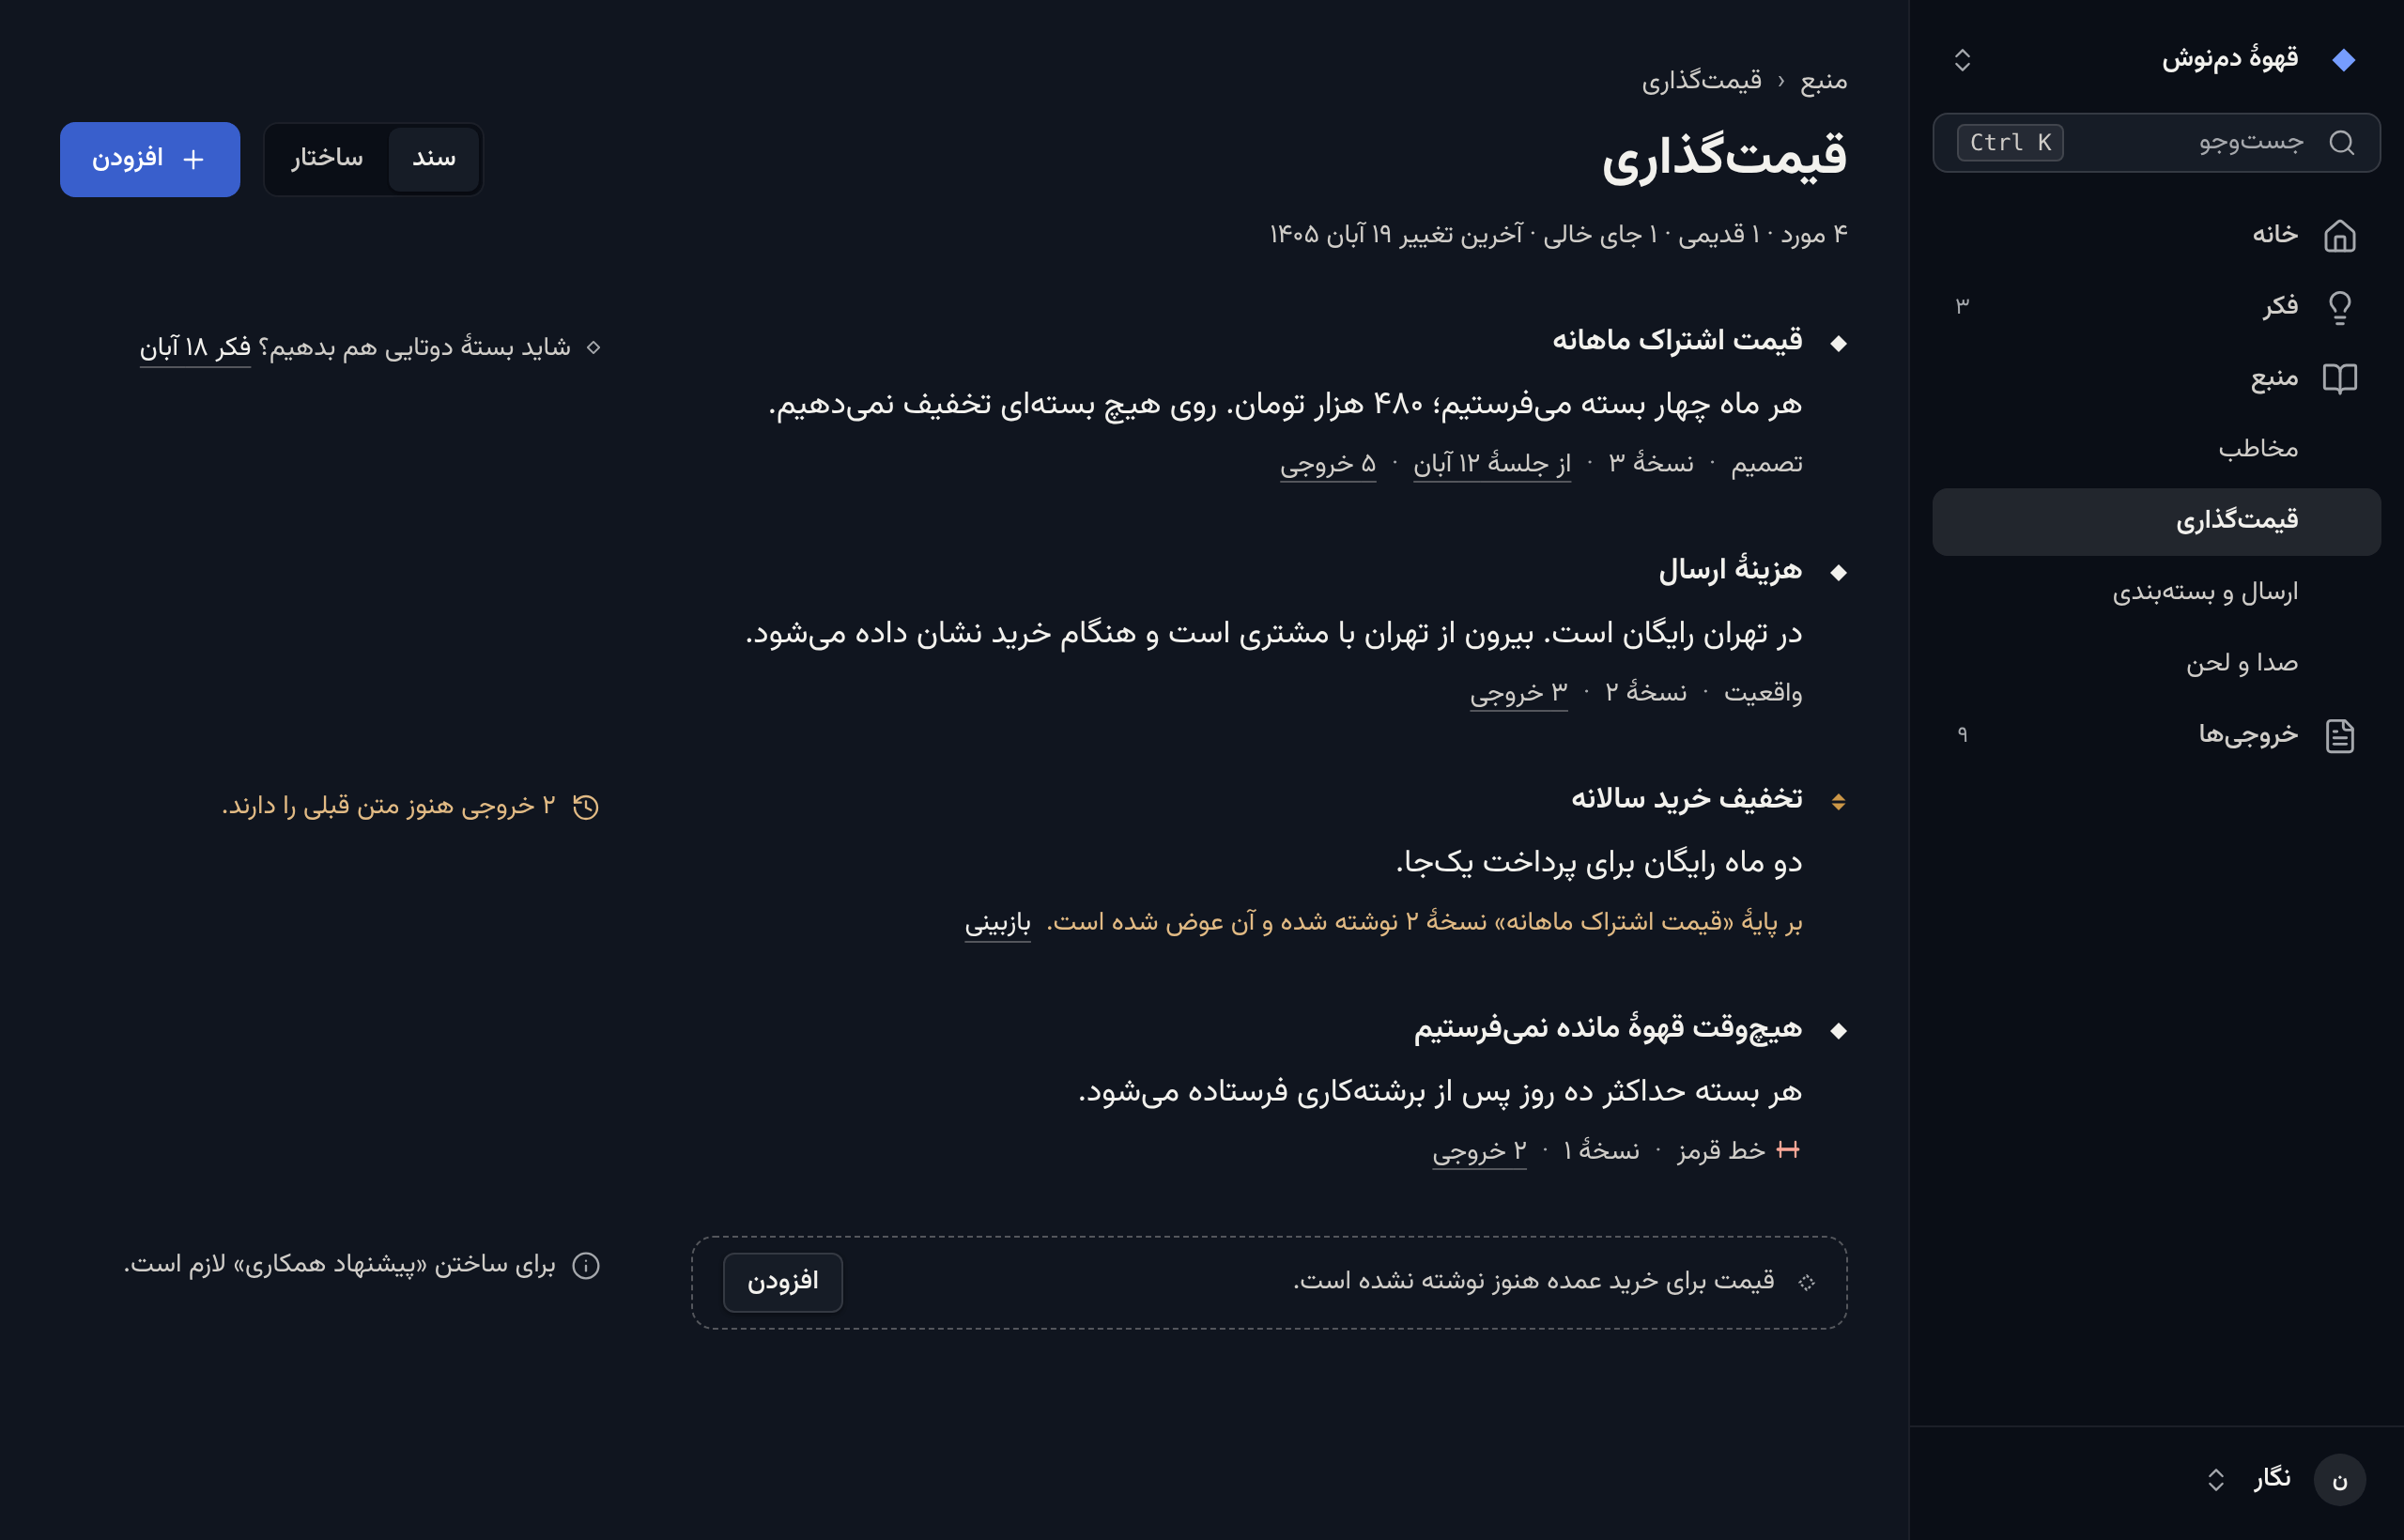 قهوهٔ دم‌نوش
جست‌وجو Ctrl K
خانه
فکر ۳
منبع
مخاطب
قیمت‌گذاری
ارسال و بسته‌بندی
صدا و لحن
خروجی‌ها ۹
ن نگار
منبع › قیمت‌گذاری
قیمت‌گذاری
سند ساختار + افزودن
۴ مورد · ۱ قدیمی · ۱ جای خالی · آخرین تغییر ۱۹ آبان ۱۴۰۵
قیمت اشتراک ماهانه
هر ماه چهار بسته می‌فرستیم؛ ۴۸۰ هزار تومان. روی هیچ بسته‌ای تخفیف نمی‌دهیم.
تصمیم · نسخهٔ ۳ · از جلسهٔ ۱۲ آبان · ۵ خروجی
شاید بستهٔ دوتایی هم بدهیم؟ فکر ۱۸ آبان
هزینهٔ ارسال
در تهران رایگان است. بیرون از تهران با مشتری است و هنگام خرید نشان داده می‌شود.
واقعیت · نسخهٔ ۲ · ۳ خروجی
تخفیف خرید سالانه
دو ماه رایگان برای پرداخت یک‌جا.
بر پایهٔ «قیمت اشتراک ماهانه» نسخهٔ ۲ نوشته شده و آن عوض شده است. بازبینی
۲ خروجی هنوز متن قبلی را دارند.
هیچ‌وقت قهوهٔ مانده نمی‌فرستیم
هر بسته حداکثر ده روز پس از برشته‌کاری فرستاده می‌شود.
خط قرمز · نسخهٔ ۱ · ۲ خروجی
قیمت برای خرید عمده هنوز نوشته نشده است. افزودن
برای ساختن «پیشنهاد همکاری» لازم است.